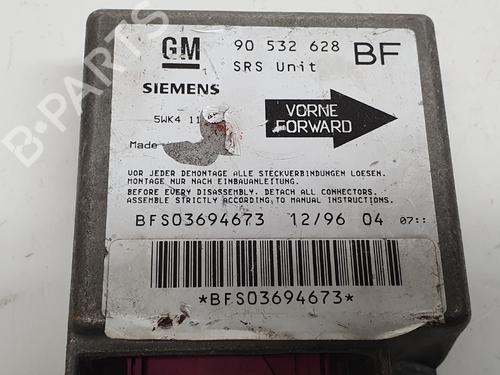 GM 90 532 628 BF
SRS Unit
SIEMENS
VORNE
FORWARD
5WK4 11
Made
VOR JEDER DEMONTAGE ALLE STECKVERBINDUNGEN LOESEN.
MONTAGE NUR NACH EINBAUANLEITUNG.
BEFORE EVERY DISASSEMBLY, DETACH ALL CONNECTORS.
ASSEMBLE STRICTLY ACCORDING, TO MANUAL INSTRUCTIONS.
BFS03694673 12/96 04 07::
*BFS03694673*
B-PARTS